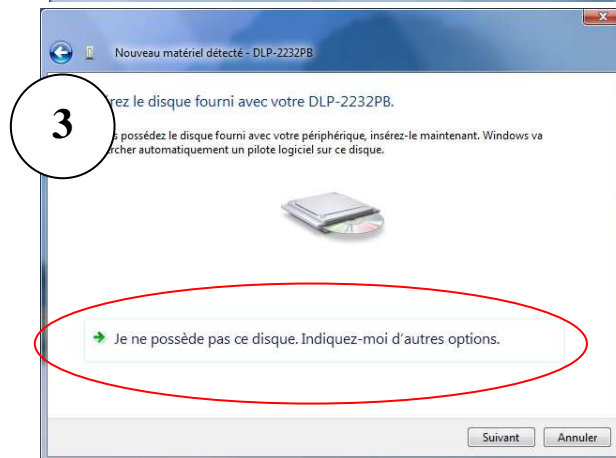 Nouveau matériel détecté - DLP-2232PB
rez le disque fourni avec votre DLP-2232PB.
3
possédez le disque fourni avec votre périphérique, insérez-le maintenant. Windows va
rcher automatiquement un pilote logiciel sur ce disque.
Je ne possède pas ce disque. Indiquez-moi d'autres options.
Suivant Annuler